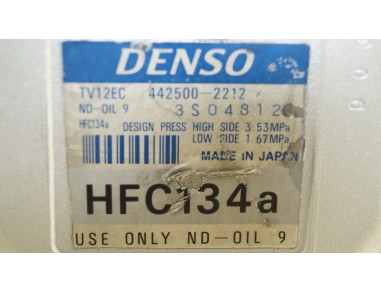 DENSO
TV12EC 442500-2212
ND-OIL 9 3S04812
HFC134a DESIGN PRESS HIGH SIDE 3.53MPa
LOW SIDE 1.67MPa
MADE IN JAPAN
HFC134a
USE ONLY ND-OIL 9